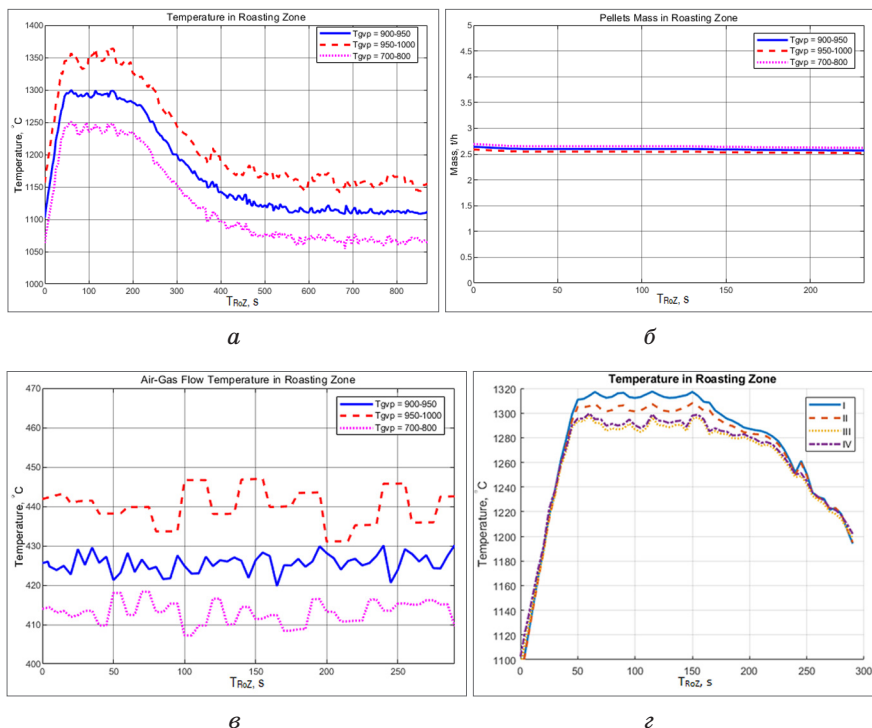 Temperature in Roasting Zone
1400
1350
1300
1250
1200
1150
1100
1050
1000
Temperature, °C
0 100 200 300 400 500 600 700 800
T_RoZ, s
Tgvp = 900-950
Tgvp = 950-1000
Tgvp = 700-800
а
Pellets Mass in Roasting Zone
5
4.5
4
3.5
3
2.5
2
1.5
1
0.5
0
Mass, t/h
0 50 100 150 200
T_RoZ, s
Tgvp = 900-950
Tgvp = 950-1000
Tgvp = 700-800
б
Air-Gas Flow Temperature in Roasting Zone
470
460
450
440
430
420
410
400
Temperature, °C
0 50 100 150 200 250
T_RoZ, s
Tgvp = 900-950
Tgvp = 950-1000
Tgvp = 700-800
в
Temperature in Roasting Zone
1320
1300
1280
1260
1240
1220
1200
1180
1160
1140
1120
1100
Temperature, °C
0 50 100 150 200 250 300
T_RoZ, s
I
II
III
IV
г